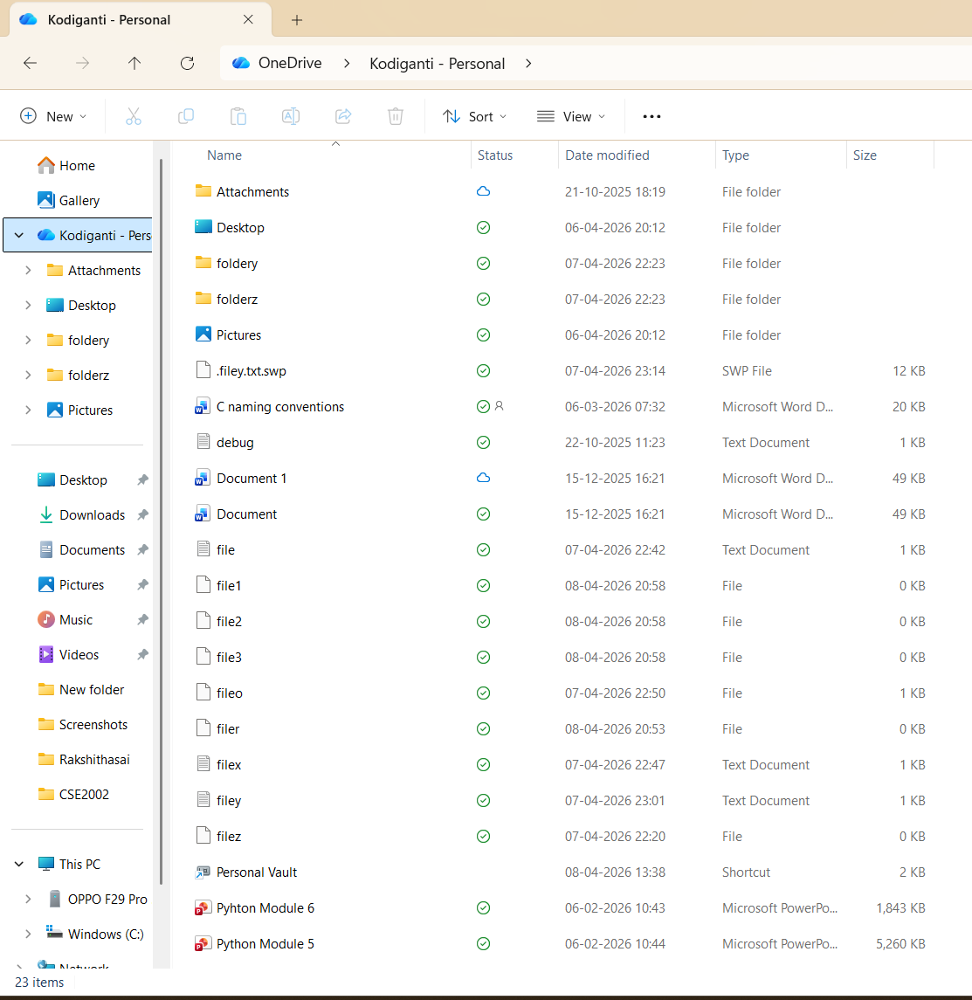 Kodiganti - Personal
OneDrive > Kodiganti - Personal >
New Sort View
Name Status Date modified Type Size
Home
Gallery
Kodiganti - Pers
Attachments
Desktop
foldery
folderz
Pictures
Desktop
Downloads
Documents
Pictures
Music
Videos
New folder
Screenshots
Rakshithasai
CSE2002
This PC
OPPO F29 Pro
Windows (C:)
Network
Attachments 21-10-2025 18:19 File folder
Desktop 06-04-2026 20:12 File folder
foldery 07-04-2026 22:23 File folder
folderz 07-04-2026 22:23 File folder
Pictures 06-04-2026 20:12 File folder
.filey.txt.swp 07-04-2026 23:14 SWP File 12 KB
C naming conventions 06-03-2026 07:32 Microsoft Word D... 20 KB
debug 22-10-2025 11:23 Text Document 1 KB
Document 1 15-12-2025 16:21 Microsoft Word D... 49 KB
Document 15-12-2025 16:21 Microsoft Word D... 49 KB
file 07-04-2026 22:42 Text Document 1 KB
file1 08-04-2026 20:58 File 0 KB
file2 08-04-2026 20:58 File 0 KB
file3 08-04-2026 20:58 File 0 KB
fileo 07-04-2026 22:50 File 1 KB
filer 08-04-2026 20:53 File 0 KB
filex 07-04-2026 22:47 Text Document 1 KB
filey 07-04-2026 23:01 Text Document 1 KB
filez 07-04-2026 22:20 File 0 KB
Personal Vault 08-04-2026 13:38 Shortcut 2 KB
Pyhton Module 6 06-02-2026 10:43 Microsoft PowerPo... 1,843 KB
Python Module 5 06-02-2026 10:44 Microsoft PowerPo... 5,260 KB
23 items